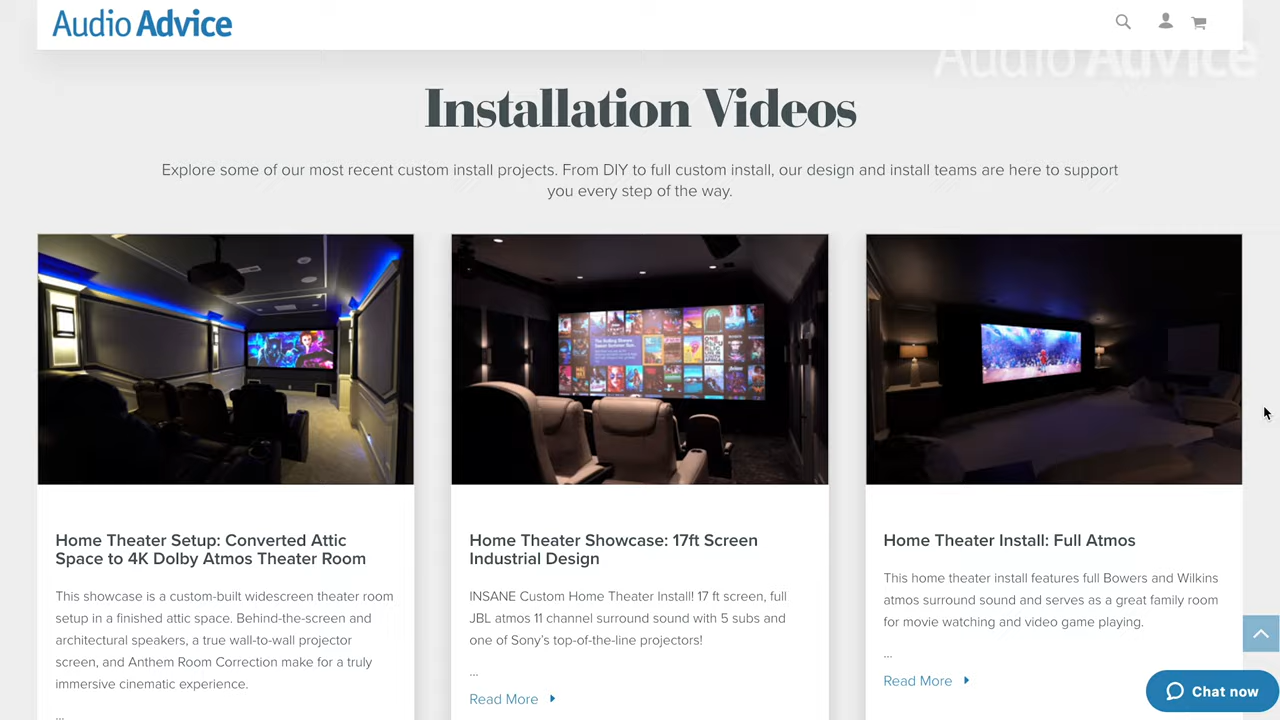 Audio Advice
Audio Advice
Installation Videos
Explore some of our most recent custom install projects. From DIY to full custom install, our design and install teams are here to support
you every step of the way.
Home Theater Setup: Converted Attic
Space to 4K Dolby Atmos Theater Room
This showcase is a custom-built widescreen theater room
setup in a finished attic space. Behind-the-screen and
architectural speakers, a true wall-to-wall projector
screen, and Anthem Room Correction make for a truly
immersive cinematic experience.
...
Home Theater Showcase: 17ft Screen
Industrial Design
INSANE Custom Home Theater Install! 17 ft screen, full
JBL atmos 11 channel surround sound with 5 subs and
one of Sony's top-of-the-line projectors!
...
Read More
Home Theater Install: Full Atmos
This home theater install features full Bowers and Wilkins
atmos surround sound and serves as a great family room
for movie watching and video game playing.
...
Read More
Chat now